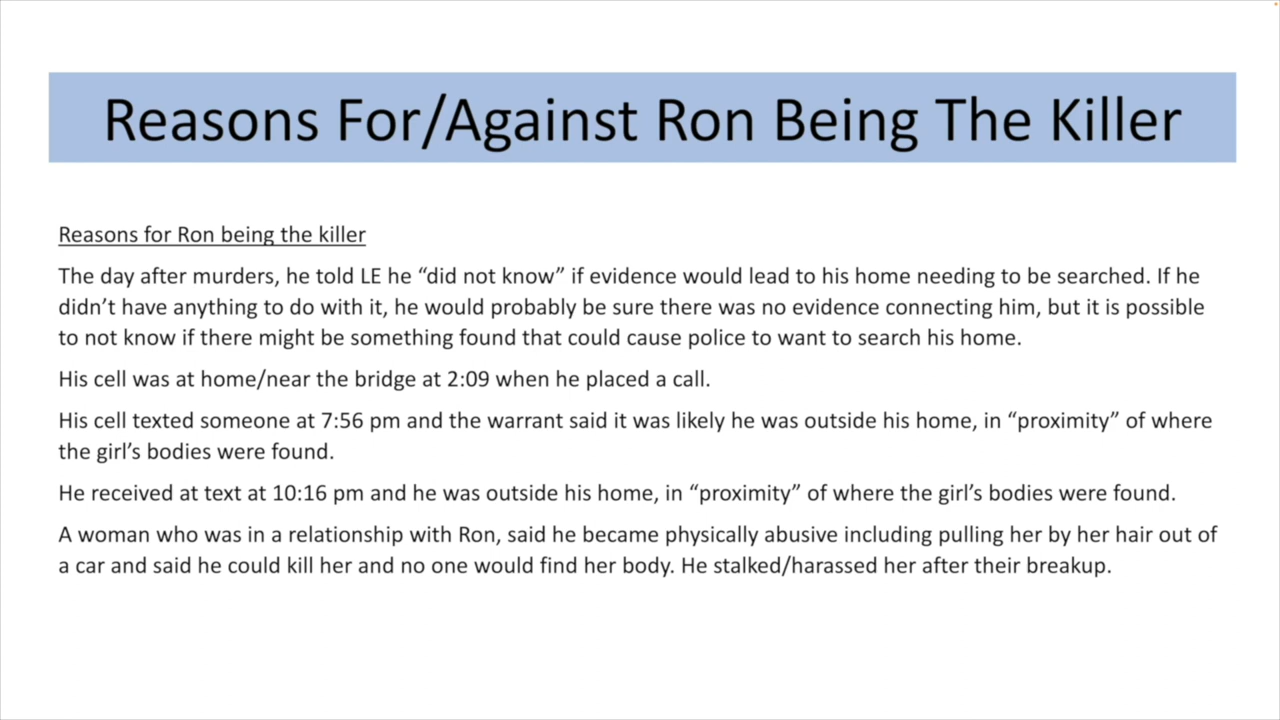 Reasons For/Against Ron Being The Killer
Reasons for Ron being the killer
The day after murders, he told LE he “did not know” if evidence would lead to his home needing to be searched. If he
didn’t have anything to do with it, he would probably be sure there was no evidence connecting him, but it is possible
to not know if there might be something found that could cause police to want to search his home.
His cell was at home/near the bridge at 2:09 when he placed a call.
His cell texted someone at 7:56 pm and the warrant said it was likely he was outside his home, in “proximity” of where
the girl’s bodies were found.
He received at text at 10:16 pm and he was outside his home, in “proximity” of where the girl’s bodies were found.
A woman who was in a relationship with Ron, said he became physically abusive including pulling her by her hair out of
a car and said he could kill her and no one would find her body. He stalked/harassed her after their breakup.